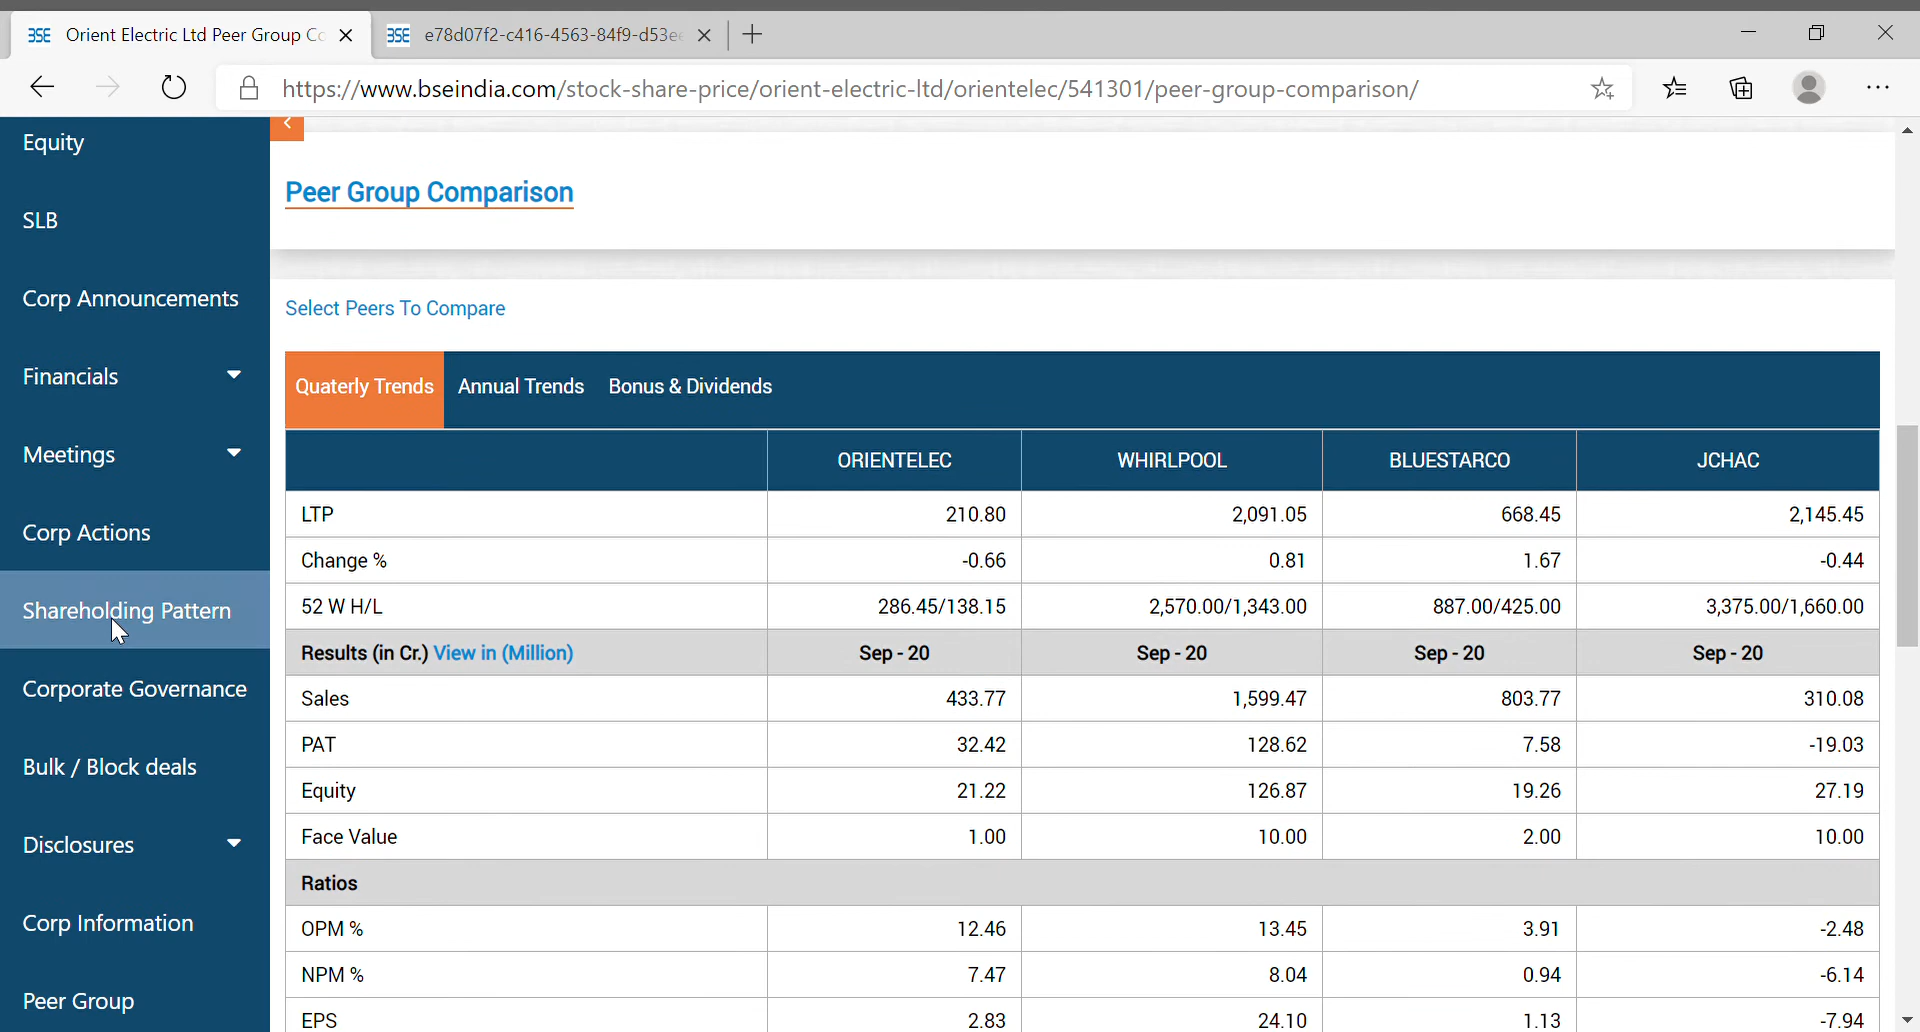 BSE Orient Electric Ltd Peer Group Co
BSE e78d07f2-c416-4563-84f9-d53e
https://www.bseindia.com/stock-share-price/orient-electric-ltd/orientelec/541301/peer-group-comparison/
Equity
SLB
Corp Announcements
Financials
Meetings
Corp Actions
Shareholding Pattern
Corporate Governance
Bulk / Block deals
Disclosures
Corp Information
Peer Group
Peer Group Comparison
Select Peers To Compare
Quaterly Trends Annual Trends Bonus & Dividends
ORIENTELEC WHIRLPOOL BLUESTARCO JCHAC
LTP 210.80 2,091.05 668.45 2,145.45
Change % -0.66 0.81 1.67 -0.44
52 W H/L 286.45/138.15 2,570.00/1,343.00 887.00/425.00 3,375.00/1,660.00
Results (in Cr.) View in (Million) Sep - 20 Sep - 20 Sep - 20 Sep - 20
Sales 433.77 1,599.47 803.77 310.08
PAT 32.42 128.62 7.58 -19.03
Equity 21.22 126.87 19.26 27.19
Face Value 1.00 10.00 2.00 10.00
Ratios
OPM % 12.46 13.45 3.91 -2.48
NPM % 7.47 8.04 0.94 -6.14
EPS 2.83 24.10 1.13 -7.94